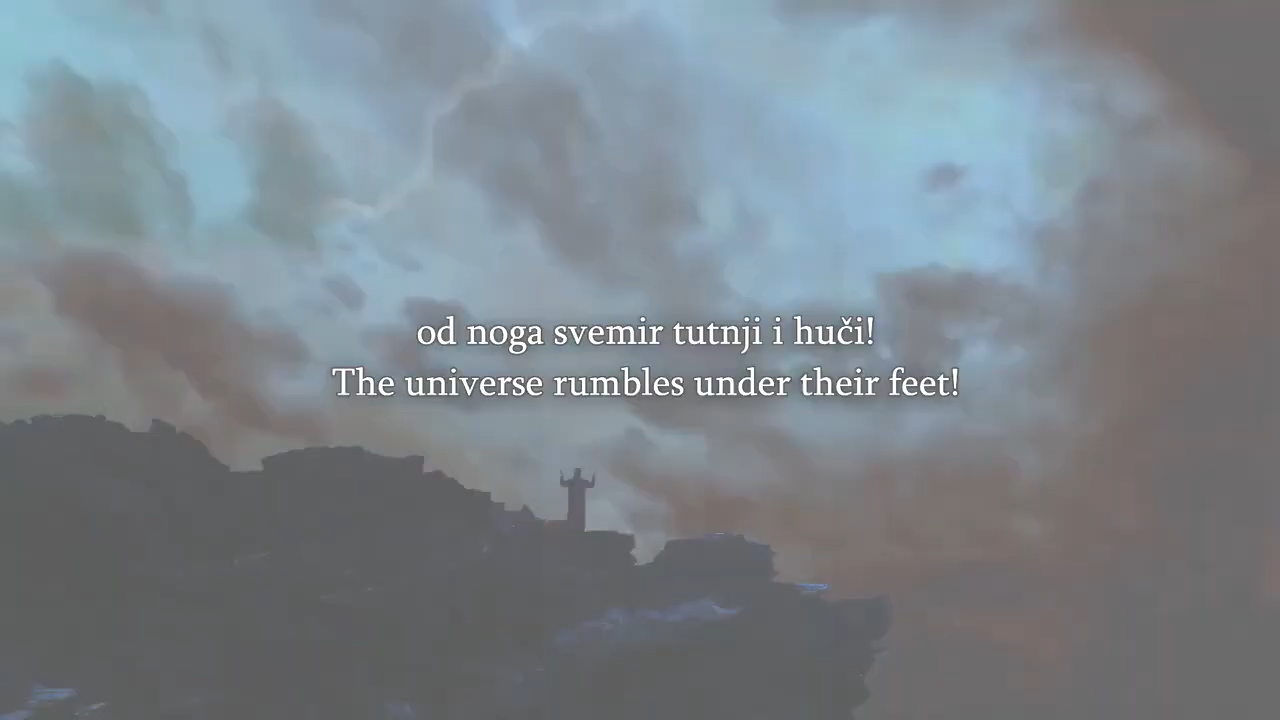 od noga svemir tutnji i huči!
The universe rumbles under their feet!